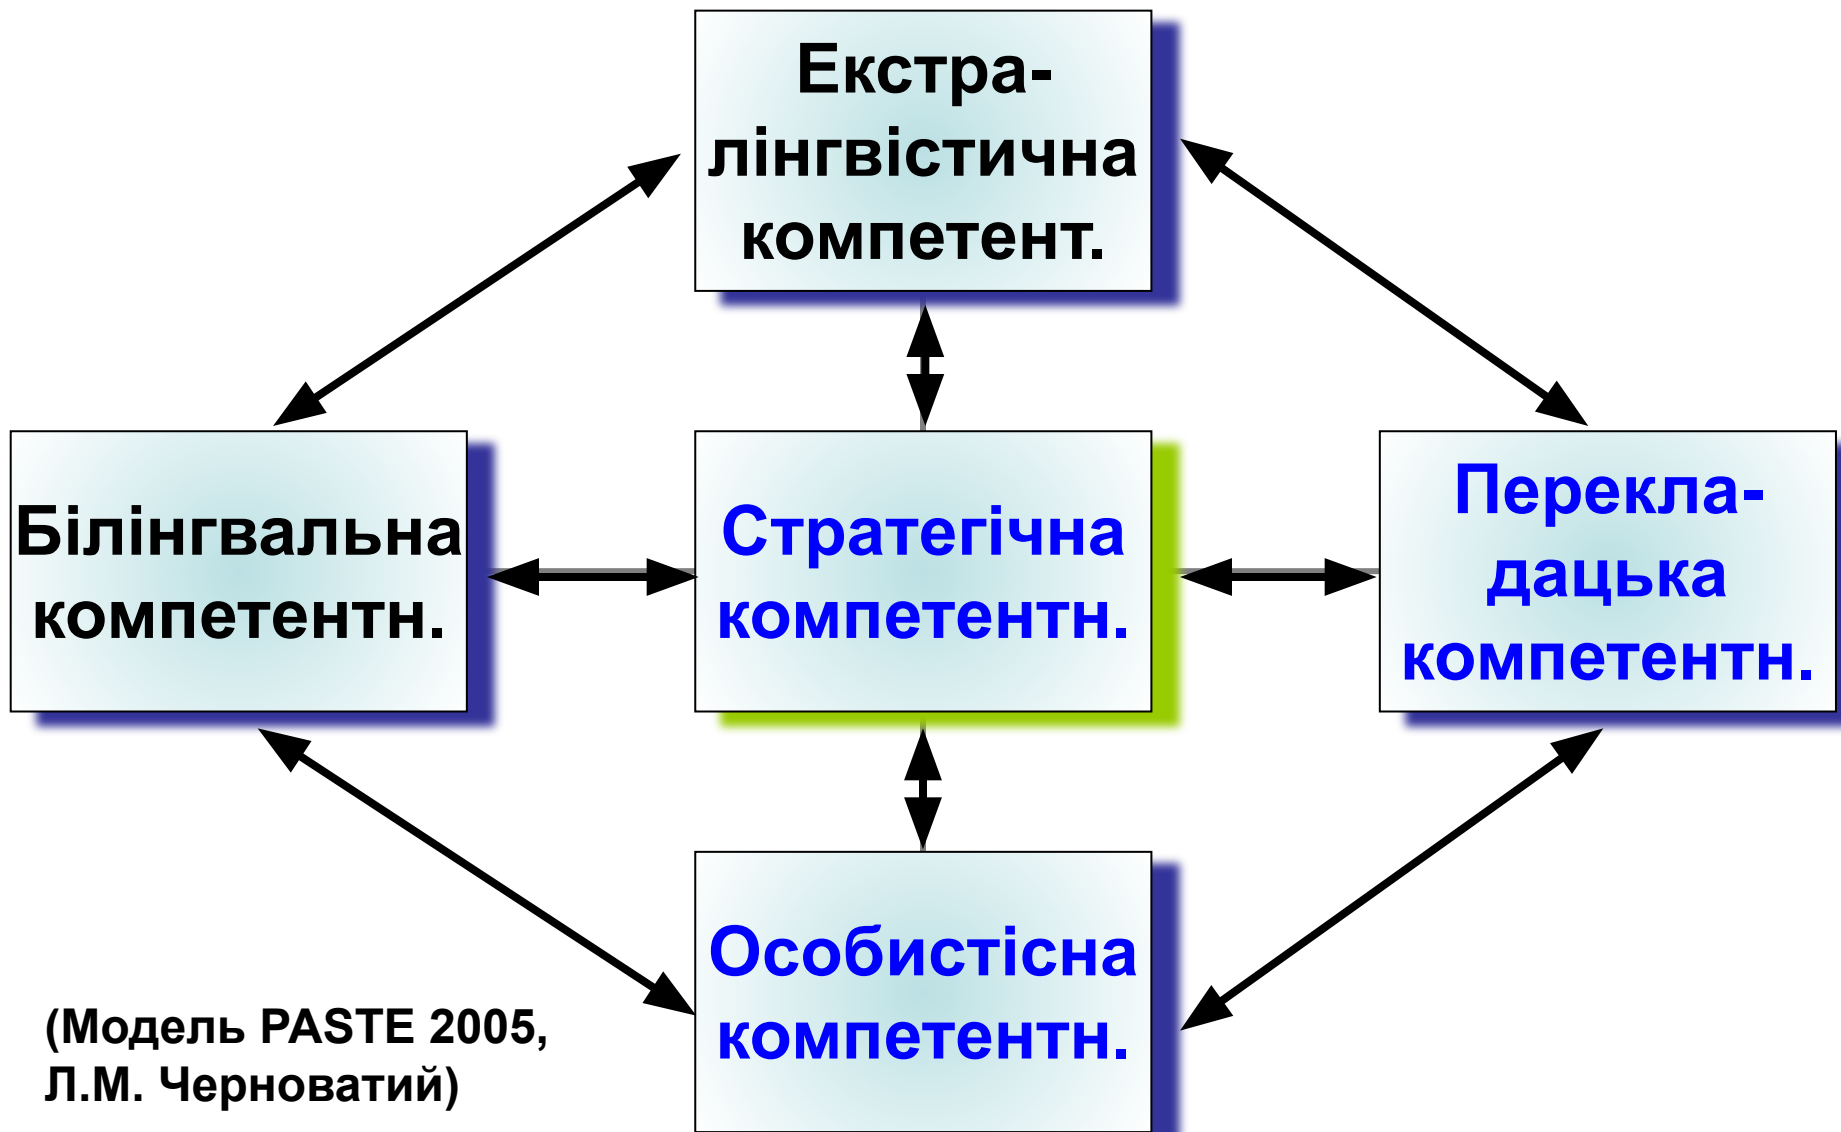 Екстра-
лінгвістична
компетент.
Білінгвальна
компетентн.
Стратегічна
компетентн.
Перекла-
дацька
компетентн.
Особистісна
компетентн.
(Модель PASTE 2005,
Л.М. Черноватий)